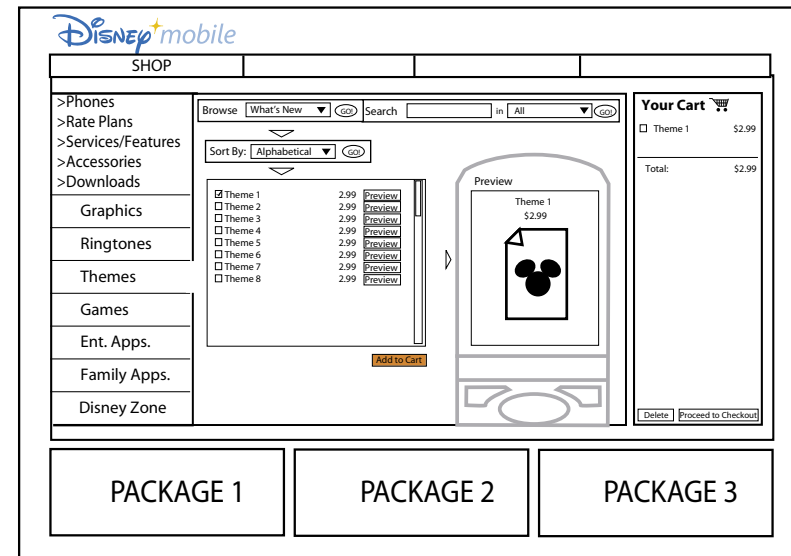 Disney mobile
SHOP
>Phones
>Rate Plans
>Services/Features
>Accessories
>Downloads
Graphics
Ringtones
Themes
Games
Ent. Apps.
Family Apps.
Disney Zone
Browse What's New GO! Search in All GO!
Sort By: Alphabetical GO!
Theme 1 2.99 Preview
Theme 2 2.99 Preview
Theme 3 2.99 Preview
Theme 4 2.99 Preview
Theme 5 2.99 Preview
Theme 6 2.99 Preview
Theme 7 2.99 Preview
Theme 8 2.99 Preview
Add to Cart
Preview
Theme 1
$2.99
Your Cart
Theme 1 $2.99
Total: $2.99
Delete Proceed to Checkout
PACKAGE 1
PACKAGE 2
PACKAGE 3